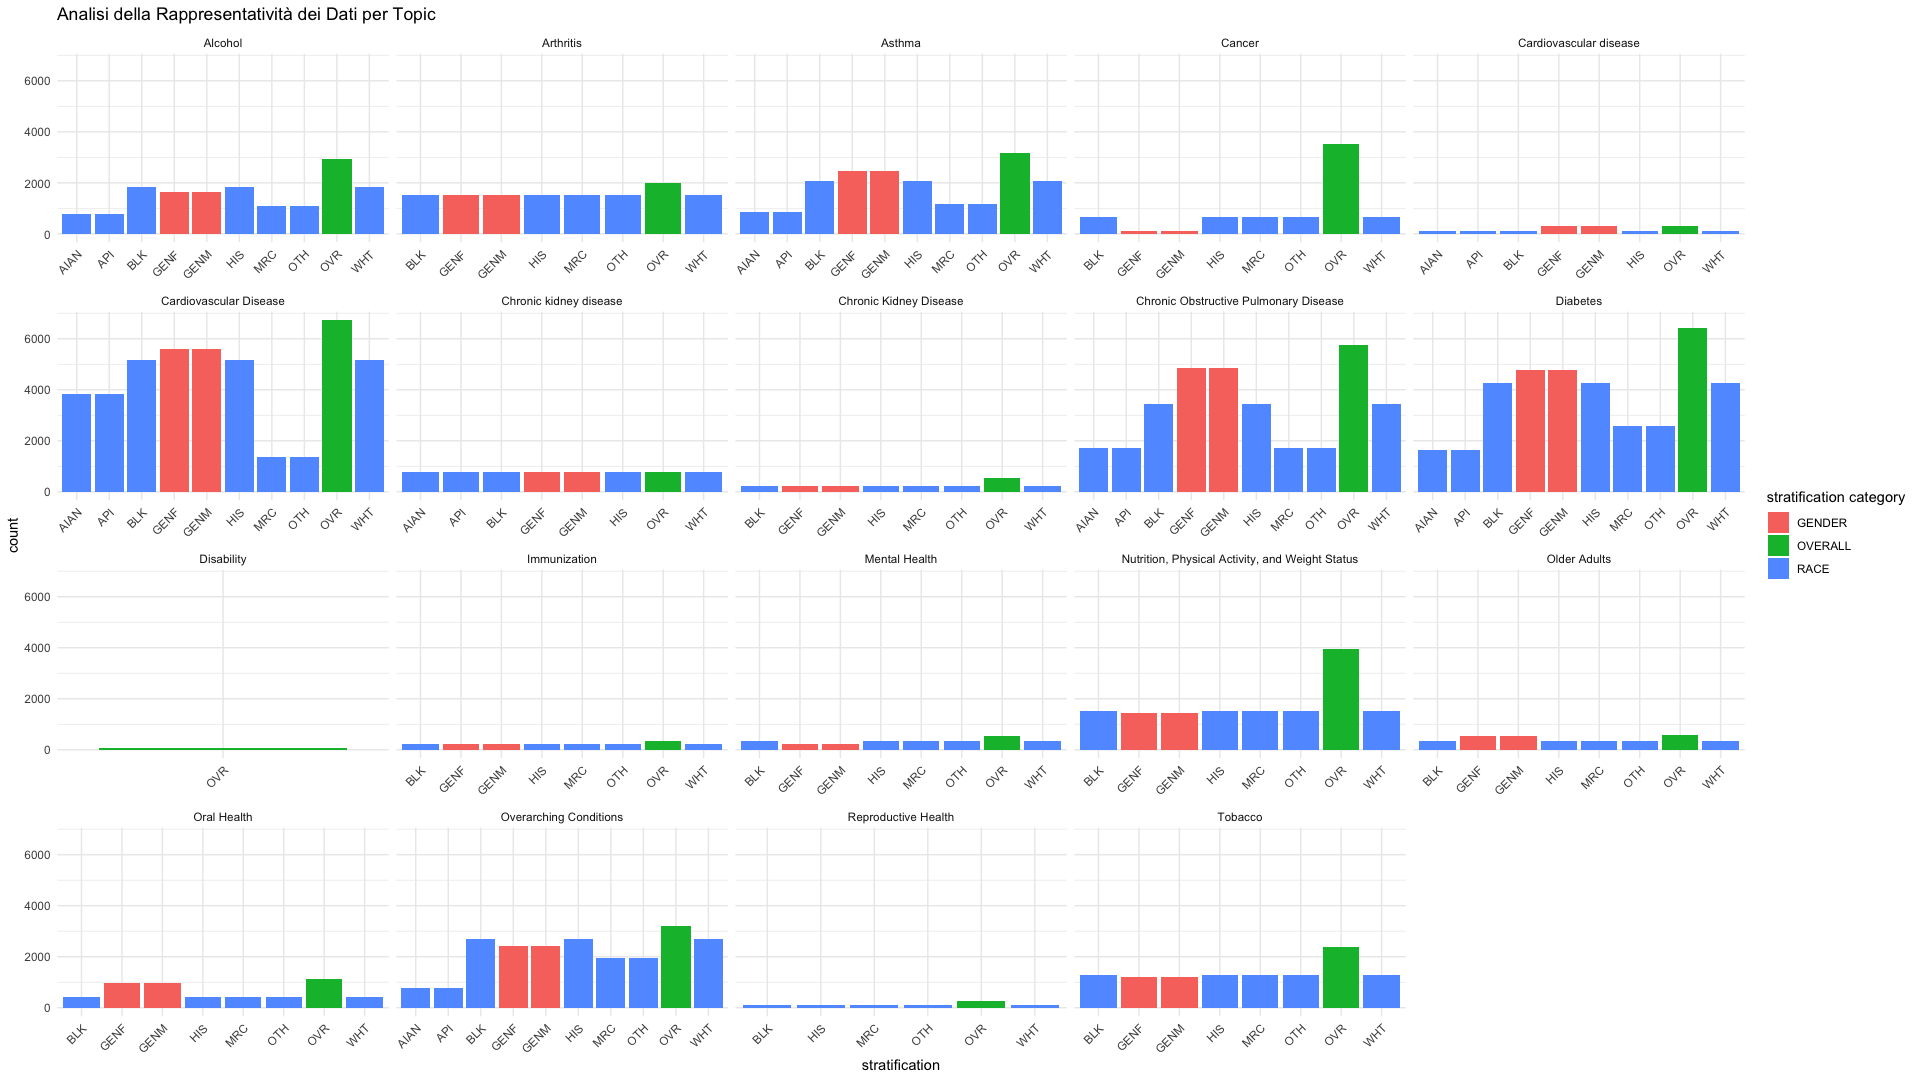 Analisi della Rappresentatività dei Dati per Topic
Alcohol Arthritis Asthma Cancer Cardiovascular disease
6000
4000
2000
0
AIAN API BLK GENF GENM HIS MRC OTH OVR WHT BLK GENF GENM HIS MRC OTH OVR WHT AIAN API BLK GENF GENM HIS MRC OTH OVR WHT BLK GENF GENM HIS MRC OTH OVR WHT AIAN API BLK GENF GENM HIS OVR WHT
Cardiovascular Disease Chronic kidney disease Chronic Kidney Disease Chronic Obstructive Pulmonary Disease Diabetes
6000
4000
2000
0
AIAN API BLK GENF GENM HIS MRC OTH OVR WHT AIAN API BLK GENF GENM HIS OVR WHT BLK GENF GENM HIS MRC OTH OVR WHT AIAN API BLK GENF GENM HIS MRC OTH OVR WHT AIAN API BLK GENF GENM HIS MRC OTH OVR WHT
Disability Immunization Mental Health Nutrition, Physical Activity, and Weight Status Older Adults
6000
4000
2000
0
OVR BLK GENF GENM HIS MRC OTH OVR WHT BLK GENF GENM HIS MRC OTH OVR WHT BLK GENF GENM HIS MRC OTH OVR WHT BLK GENF GENM HIS MRC OTH OVR WHT
Oral Health Overarching Conditions Reproductive Health Tobacco
6000
4000
2000
0
BLK GENF GENM HIS MRC OTH OVR WHT AIAN API BLK GENF GENM HIS MRC OTH OVR WHT BLK HIS MRC OTH OVR WHT BLK GENF GENM HIS MRC OTH OVR WHT
count
stratification
stratification category
GENDER
OVERALL
RACE